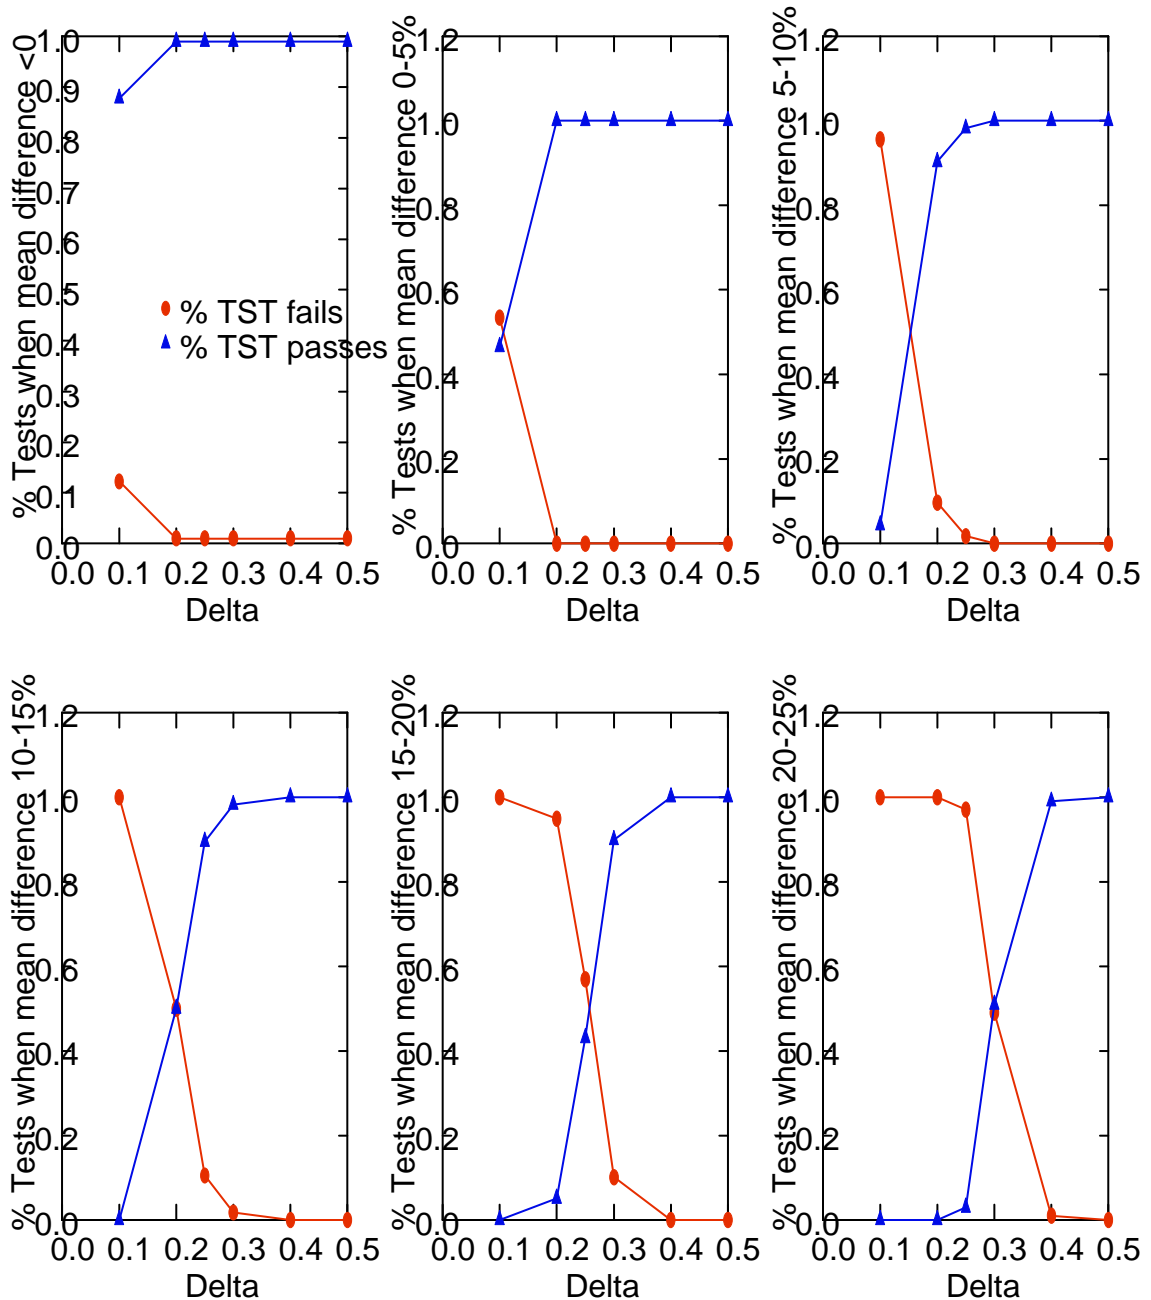 % Tests when mean difference <0
1.0
0.9
0.8
0.7
0.6
0.5
0.4
0.3
0.2
0.1
0.0
% TST fails
% TST passes
0.0 0.1 0.2 0.3 0.4 0.5
Delta
% Tests when mean difference 0-5%
1.2
1.0
0.8
0.6
0.4
0.2
0.0
0.0 0.1 0.2 0.3 0.4 0.5
Delta
% Tests when mean difference 5-10%
1.2
1.0
0.8
0.6
0.4
0.2
0.0
0.0 0.1 0.2 0.3 0.4 0.5
Delta
% Tests when mean difference 10-15%
1.2
1.0
0.8
0.6
0.4
0.2
0.0
0.0 0.1 0.2 0.3 0.4 0.5
Delta
% Tests when mean difference 15-20%
1.2
1.0
0.8
0.6
0.4
0.2
0.0
0.0 0.1 0.2 0.3 0.4 0.5
Delta
% Tests when mean difference 20-25%
1.2
1.0
0.8
0.6
0.4
0.2
0.0
0.0 0.1 0.2 0.3 0.4 0.5
Delta